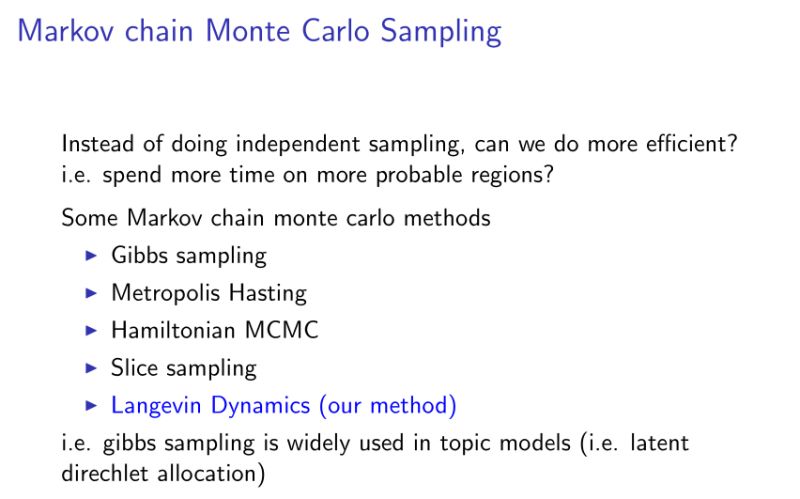 Markov chain Monte Carlo Sampling
Instead of doing independent sampling, can we do more efficient?
i.e. spend more time on more probable regions?
Some Markov chain monte carlo methods
▶ Gibbs sampling
▶ Metropolis Hasting
▶ Hamiltonian MCMC
▶ Slice sampling
▶ Langevin Dynamics (our method)
i.e. gibbs sampling is widely used in topic models (i.e. latent
direchlet allocation)